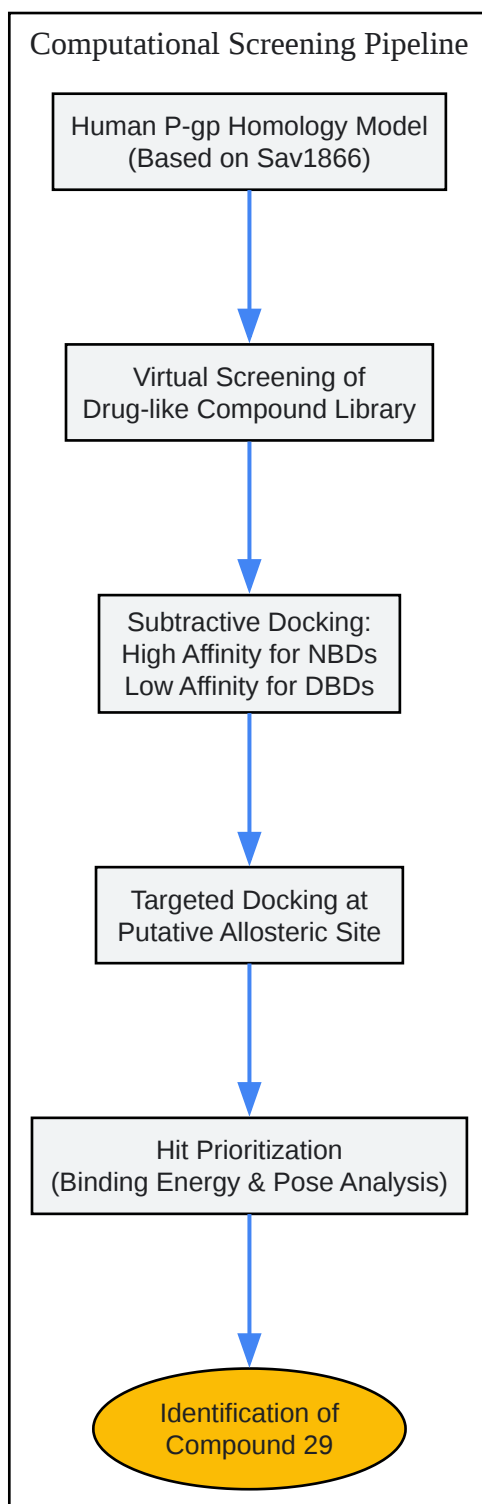 Computational Screening Pipeline
Human P-gp Homology Model
(Based on Sav1866)
Virtual Screening of
Drug-like Compound Library
Subtractive Docking:
High Affinity for NBDs
Low Affinity for DBDs
Targeted Docking at
Putative Allosteric Site
Hit Prioritization
(Binding Energy & Pose Analysis)
Identification of
Compound 29